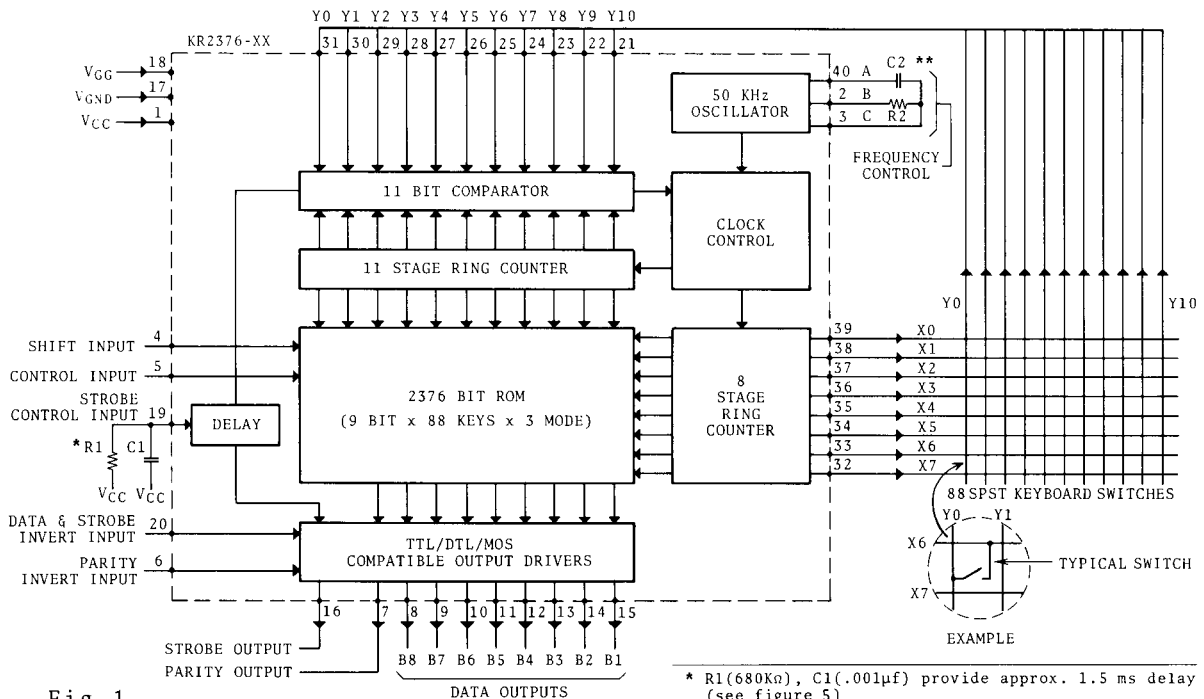 Y0 Y1 Y2 Y3 Y4 Y5 Y6 Y7 Y8 Y9 Y10
31 30 29 28 27 26 25 24 23 22 21
KR2376-XX
VGG 18
VGND 17
VCC 1
50 KHz
OSCILLATOR
40 A C2 **
2 B R2
3 C
FREQUENCY
CONTROL
11 BIT COMPARATOR
CLOCK
CONTROL
11 STAGE RING COUNTER
Y0 Y10
SHIFT INPUT 4
CONTROL INPUT 5
STROBE
CONTROL INPUT 19
* R1 C1
VCC VCC
DELAY
2376 BIT ROM
(9 BIT x 88 KEYS x 3 MODE)
8
STAGE
RING
COUNTER
39 X0
38 X1
37 X2
36 X3
35 X4
34 X5
33 X6
32 X7
88 SPST KEYBOARD SWITCHES
DATA & STROBE
INVERT INPUT 20
PARITY
INVERT INPUT 6
TTL/DTL/MOS
COMPATIBLE OUTPUT DRIVERS
Y0 Y1
X6
X7
TYPICAL SWITCH
EXAMPLE
16 7 8 9 10 11 12 13 14 15
STROBE OUTPUT
PARITY OUTPUT
B8 B7 B6 B5 B4 B3 B2 B1
DATA OUTPUTS
* R1(680KΩ), C1(.001µf) provide approx. 1.5 ms delay
(see figure 5)
Fig. 1